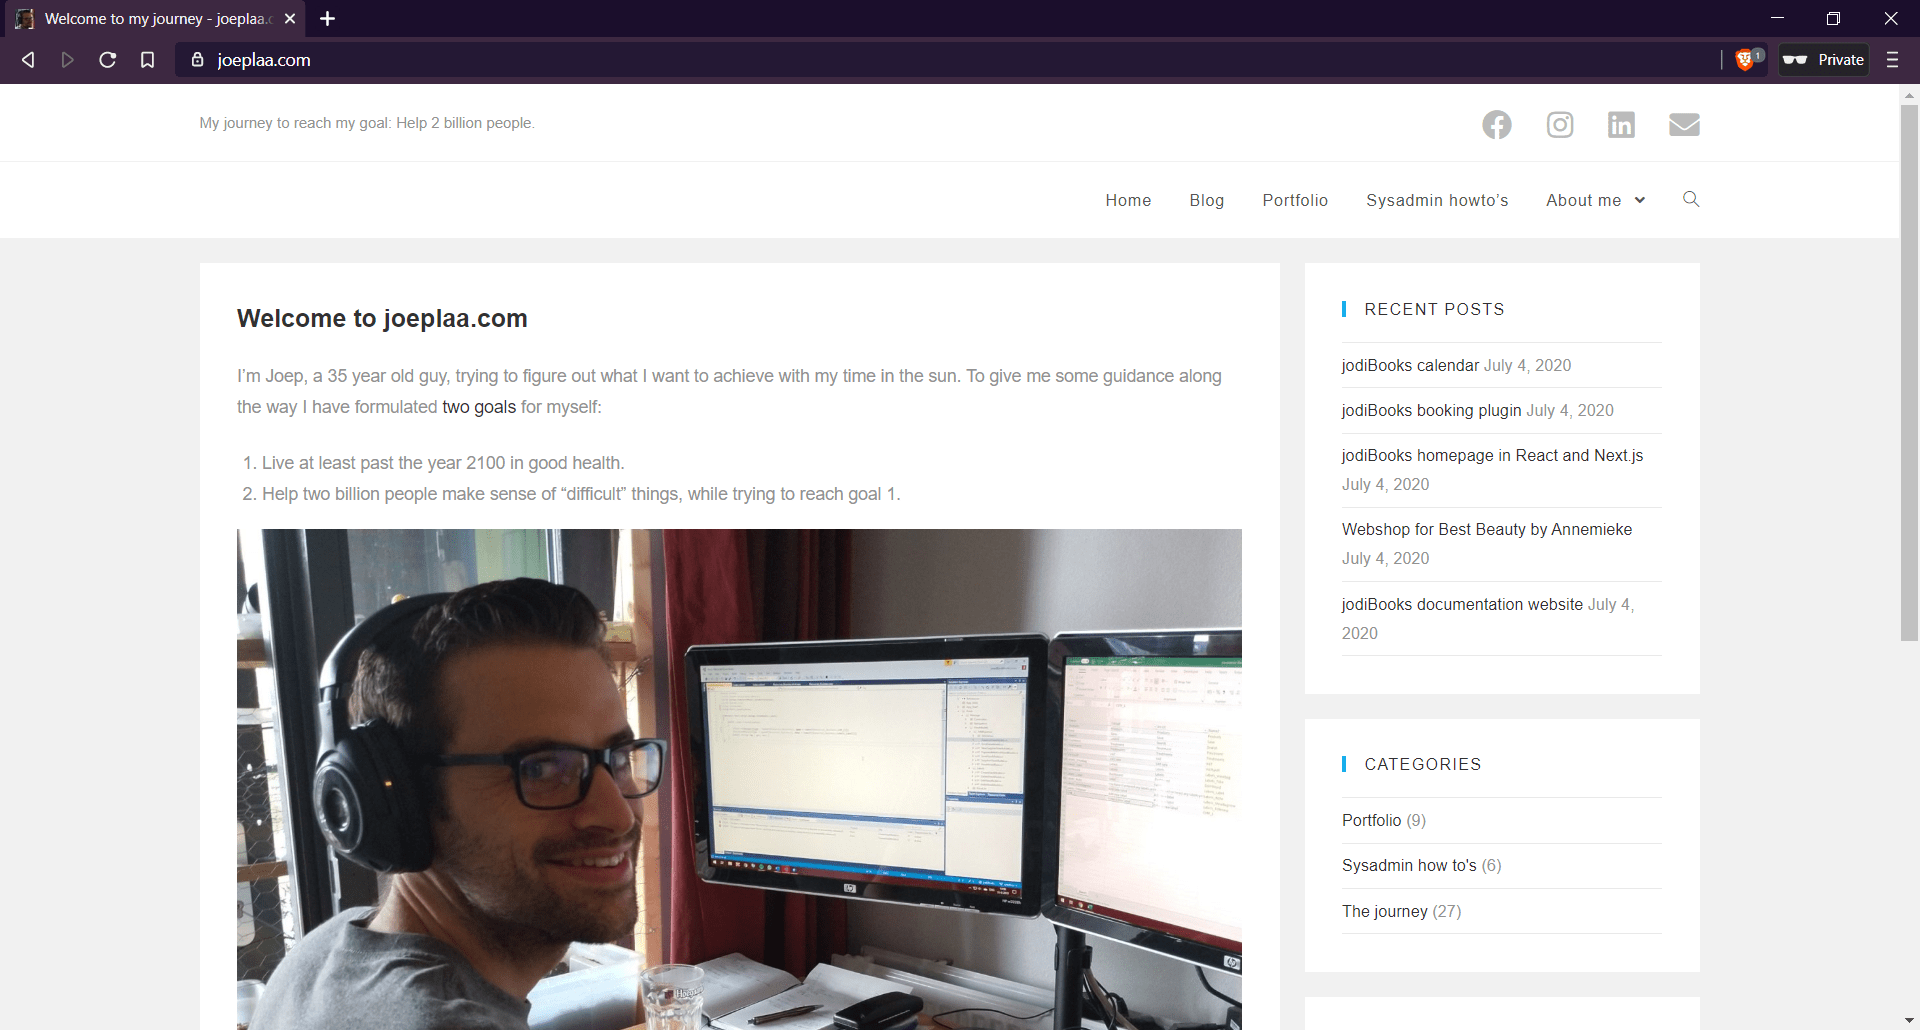 Welcome to my journey - joeplaa.c
joeplaa.com
1
Private
My journey to reach my goal: Help 2 billion people.
Home Blog Portfolio Sysadmin howto’s About me
Welcome to joeplaa.com
I’m Joep, a 35 year old guy, trying to figure out what I want to achieve with my time in the sun. To give me some guidance along
the way I have formulated two goals for myself:
1. Live at least past the year 2100 in good health.
2. Help two billion people make sense of “difficult” things, while trying to reach goal 1.
hp
hp
RECENT POSTS
jodiBooks calendar July 4, 2020
jodiBooks booking plugin July 4, 2020
jodiBooks homepage in React and Next.js
July 4, 2020
Webshop for Best Beauty by Annemieke
July 4, 2020
jodiBooks documentation website July 4,
2020
CATEGORIES
Portfolio (9)
Sysadmin how to's (6)
The journey (27)